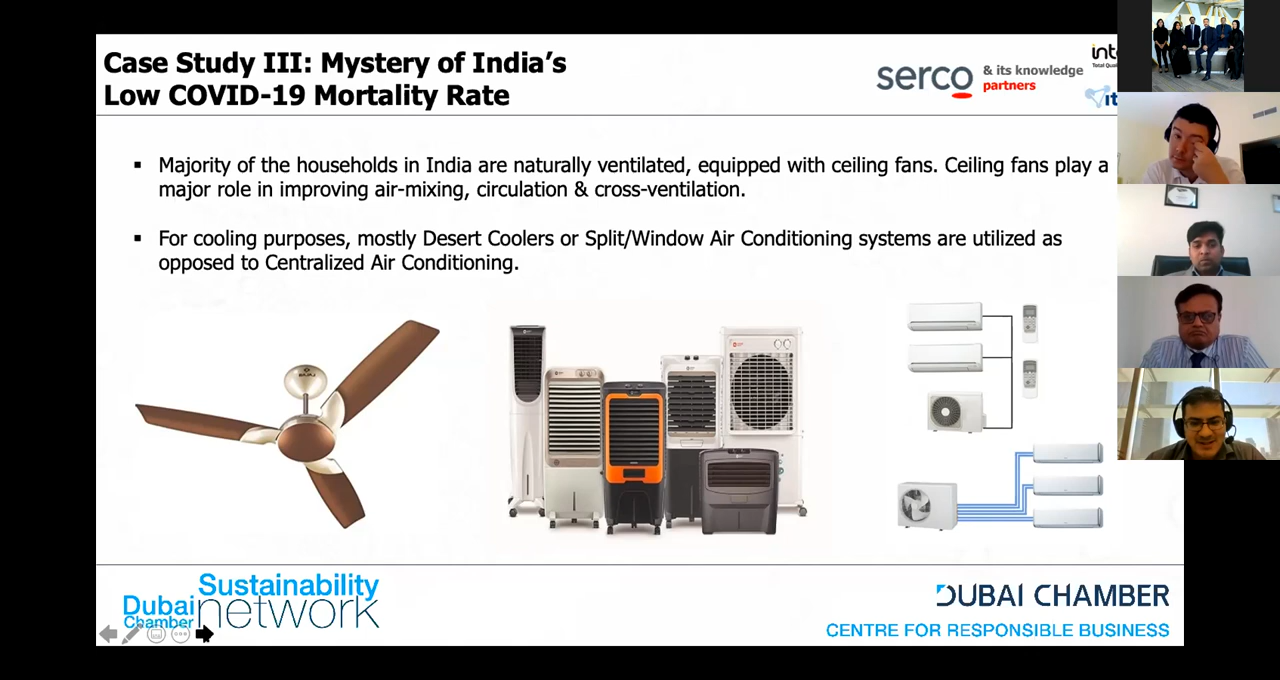 Case Study III: Mystery of India’s
Low COVID-19 Mortality Rate
serco
& its knowledge
partners
▪ Majority of the households in India are naturally ventilated, equipped with ceiling fans. Ceiling fans play a
major role in improving air-mixing, circulation & cross-ventilation.
▪ For cooling purposes, mostly Desert Coolers or Split/Window Air Conditioning systems are utilized as
opposed to Centralized Air Conditioning.
BAJAJ
Dubai
Chamber
Sustainability
network
DUBAI CHAMBER
CENTRE FOR RESPONSIBLE BUSINESS